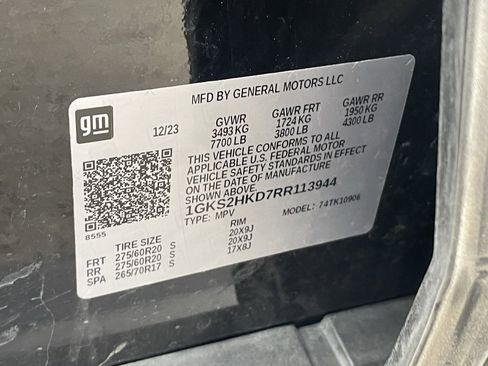 MFD BY GENERAL MOTORS LLC
gm
12/23
GVWR GAWR FRT GAWR RR
3493 KG 1724 KG 1950 KG
7700 LB 3800 LB 4300 LB
THIS VEHICLE CONFORMS TO ALL
APPLICABLE U.S. FEDERAL MOTOR
VEHICLE SAFETY STANDARDS IN EFFECT
ON THE DATE OF MANUFACTURE
SHOWN ABOVE.
1GKS2HKD7RR113944
TYPE: MPV MODEL: 74TK10906
8555
TIRE SIZE RIM
FRT 275/60R20 S 20X9J
RR 275/60R20 S 20X9J
SPA 265/70R17 S 17X8J